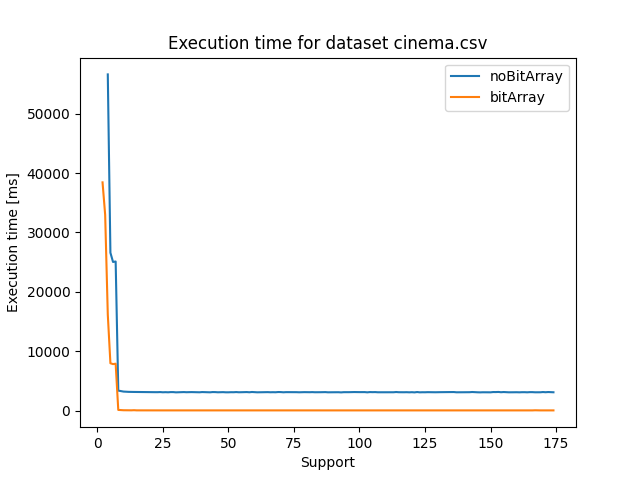 Execution time for dataset cinema.csv
noBitArray
bitArray
Execution time [ms]
50000
40000
30000
20000
10000
0
0 25 50 75 100 125 150 175
Support